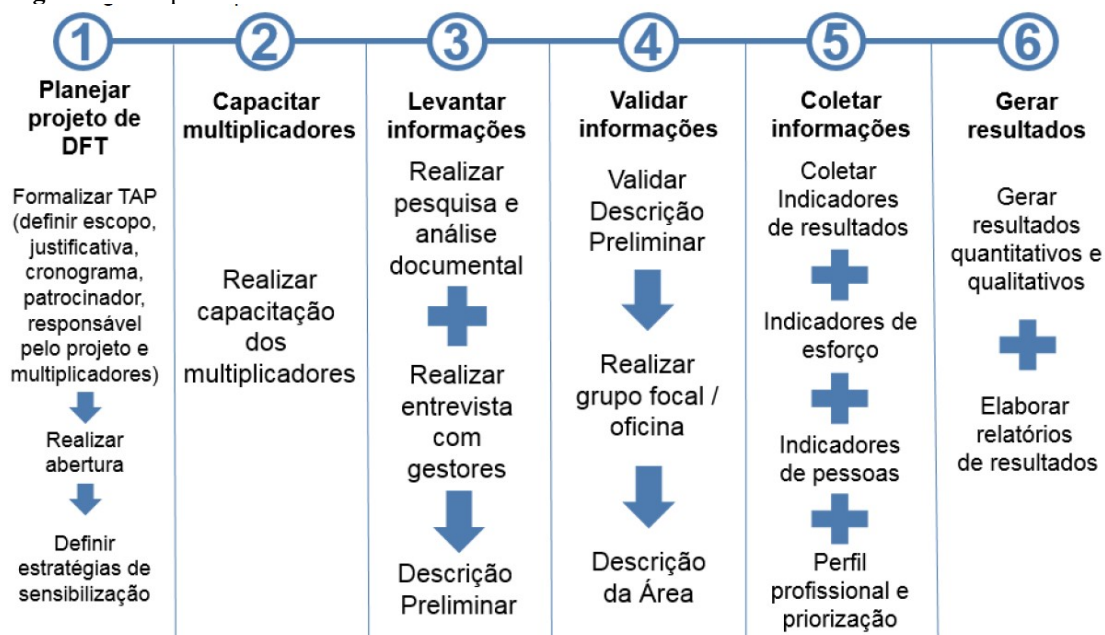 1
Planejar
projeto de
DFT
Formalizar TAP
(definir escopo,
justificativa,
cronograma,
patrocinador,
responsável
pelo projeto e
multiplicadores)
Realizar
abertura
Definir
estratégias de
sensibilização
2
Capacitar
multiplicadores
Realizar
capacitação
dos
multiplicadores
3
Levantar
informações
Realizar
pesquisa e
análise
documental
Realizar
entrevista
com
gestores
Descrição
Preliminar
4
Validar
informações
Validar
Descrição
Preliminar
Realizar
grupo focal /
oficina
Descrição
da Área
5
Coletar
informações
Coletar
Indicadores
de resultados
Indicadores de
esforço
Indicadores
de pessoas
Perfil
profissional e
priorização
6
Gerar
resultados
Gerar
resultados
quantitativos e
qualitativos
Elaborar
relatórios
de resultados